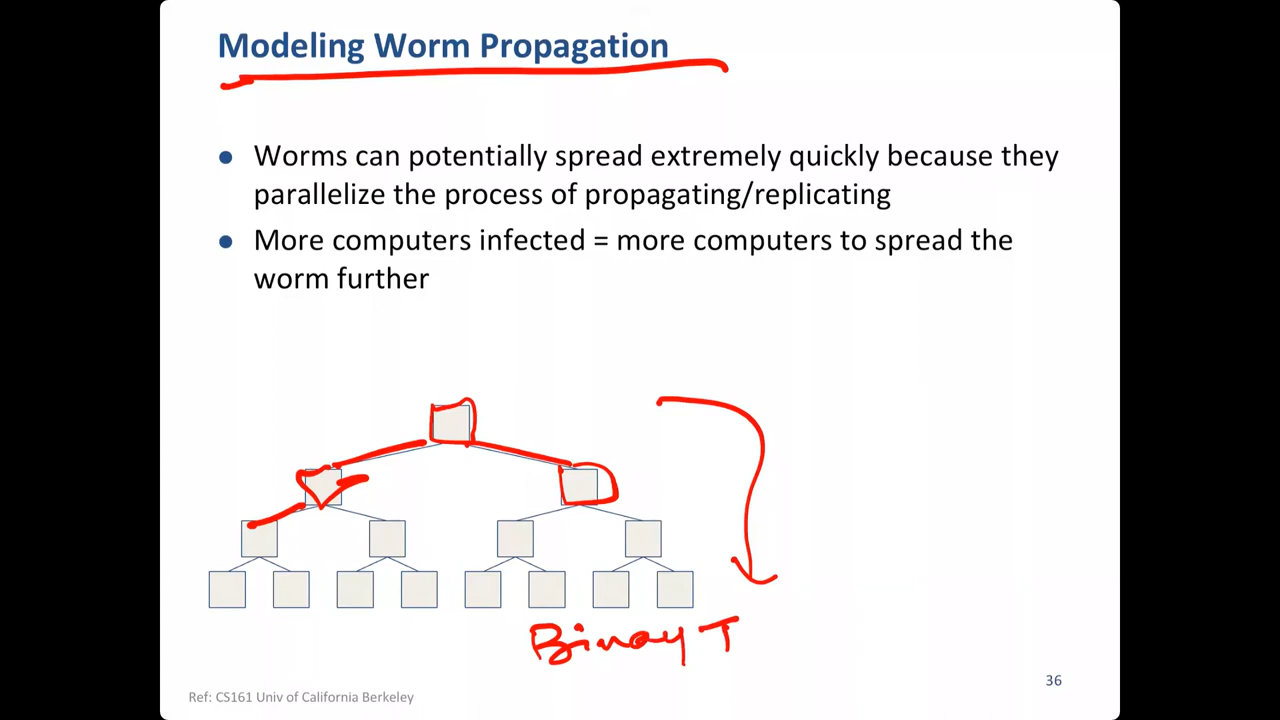 Modeling Worm Propagation
● Worms can potentially spread extremely quickly because they
parallelize the process of propagating/replicating
● More computers infected = more computers to spread the
worm further
Binay T
36
Ref: CS161 Univ of California Berkeley